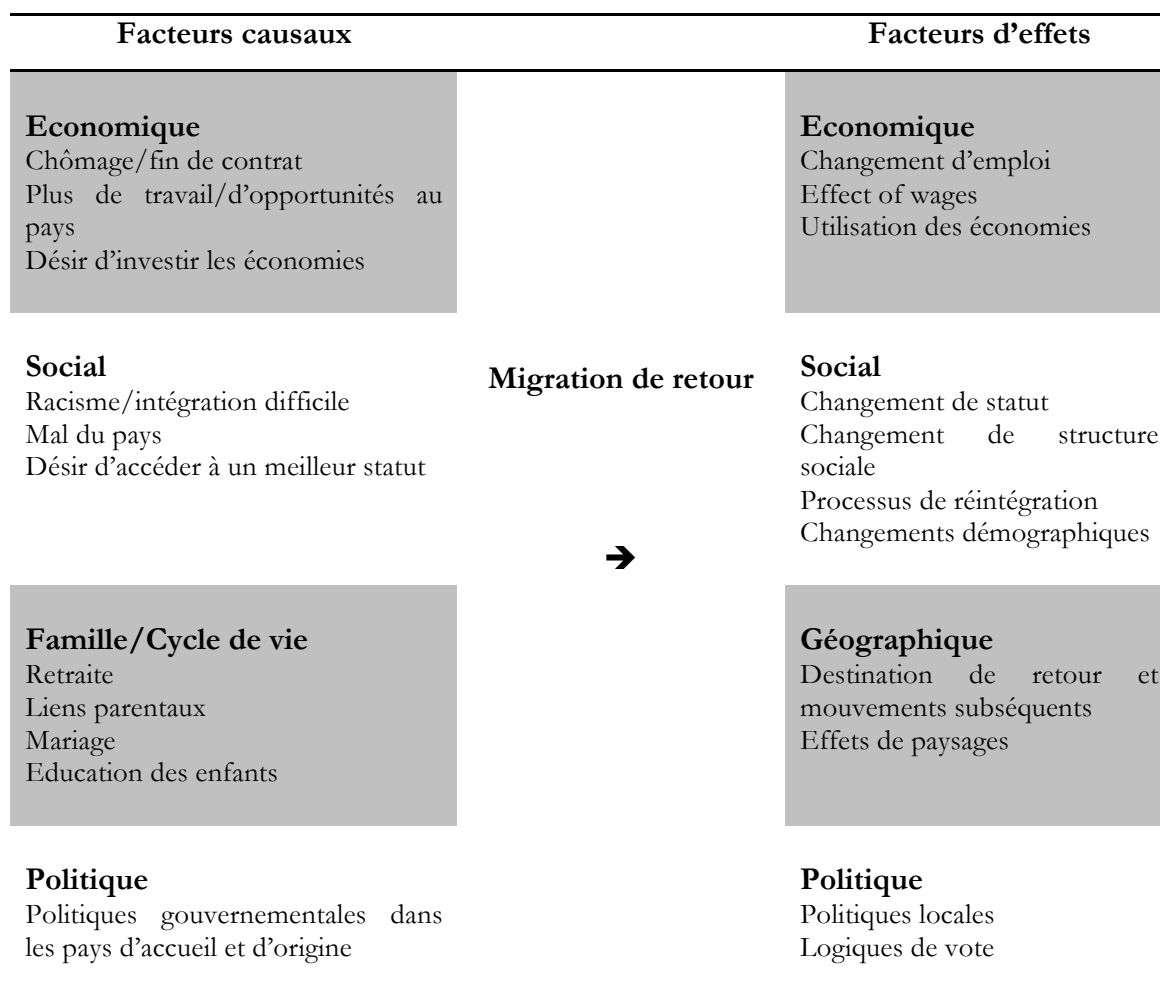 Facteurs causaux
Facteurs d'effets
Economique
Chômage/fin de contrat
Plus de travail/d'opportunités au
pays
Désir d'investir les économies
Economique
Changement d'emploi
Effect of wages
Utilisation des économies
Social
Racisme/intégration difficile
Mal du pays
Désir d'accéder à un meilleur statut
Migration de retour
➔
Social
Changement de statut
Changement de structure
sociale
Processus de réintégration
Changements démographiques
Famille/Cycle de vie
Retraite
Liens parentaux
Mariage
Education des enfants
Géographique
Destination de retour et
mouvements subséquents
Effets de paysages
Politique
Politiques gouvernementales dans
les pays d'accueil et d'origine
Politique
Politiques locales
Logiques de vote